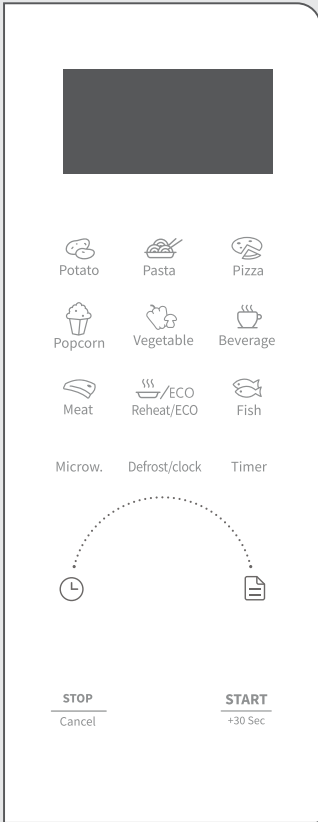 Potato Pasta Pizza
Popcorn Vegetable Beverage
/ECO
Meat Reheat/ECO Fish
Microw. Defrost/clock Timer
STOP START
Cancel +30 Sec